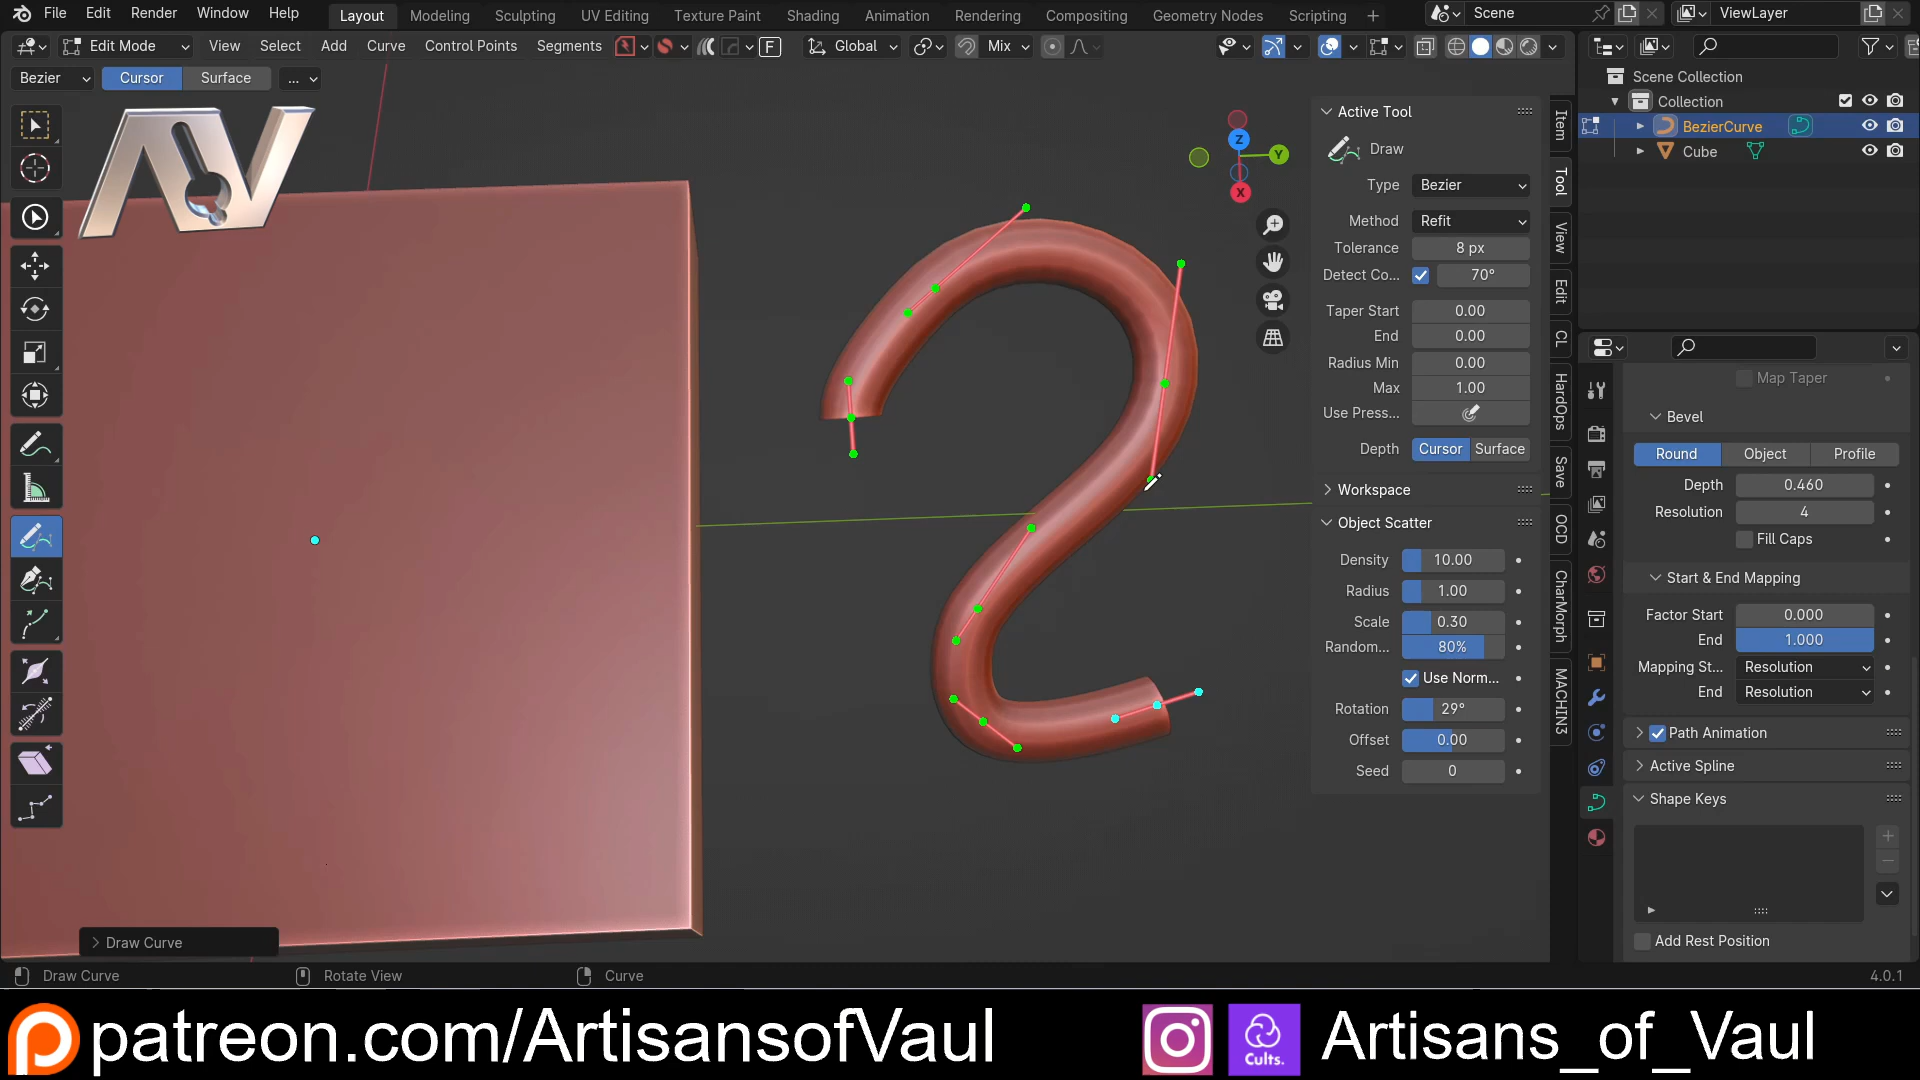 File Edit Render Window Help Layout Modeling Sculpting UV Editing Texture Paint Shading Animation Rendering Compositing Geometry Nodes Scripting + Scene ViewLayer
Edit Mode View Select Add Curve Control Points Segments F Global Mix
Bezier Cursor Surface ...
Scene Collection
Collection
BezierCurve
Cube
AV
Z
Y
X
Active Tool
Draw
Type Bezier
Method Refit
Tolerance 8 px
Detect Co... 70°
Taper Start 0.00
End 0.00
Radius Min 0.00
Max 1.00
Use Press...
Depth Cursor Surface
Workspace
Object Scatter
Density 10.00
Radius 1.00
Scale 0.30
Random... 80%
Use Norm...
Rotation 29°
Offset 0.00
Seed 0
Item
Tool
View
Edit
CL
HardOps
Save
OCD
CharMorph
MACHIN3
Map Taper
Bevel
Round Object Profile
Depth 0.460
Resolution 4
Fill Caps
Start & End Mapping
Factor Start 0.000
End 1.000
Mapping St... Resolution
End Resolution
Path Animation
Active Spline
Shape Keys
Add Rest Position
Draw Curve
Draw Curve Rotate View Curve 4.0.1
patreon.com/ArtisansofVaul Cults. Artisans_of_Vaul